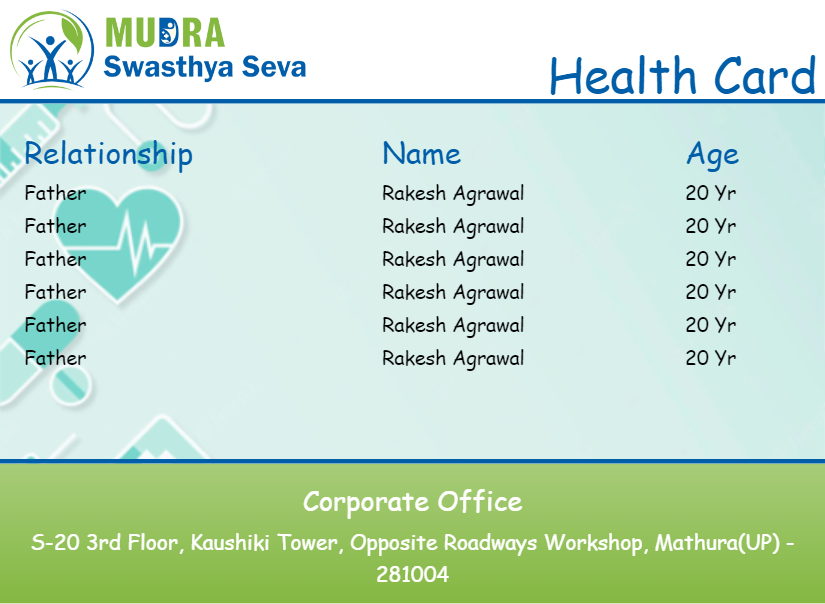 MUDRA
Swasthya Seva
Health Card
Relationship Name Age
Father Rakesh Agrawal 20 Yr
Father Rakesh Agrawal 20 Yr
Father Rakesh Agrawal 20 Yr
Father Rakesh Agrawal 20 Yr
Father Rakesh Agrawal 20 Yr
Father Rakesh Agrawal 20 Yr
Corporate Office
S-20 3rd Floor, Kaushiki Tower, Opposite Roadways Workshop, Mathura(UP) -
281004